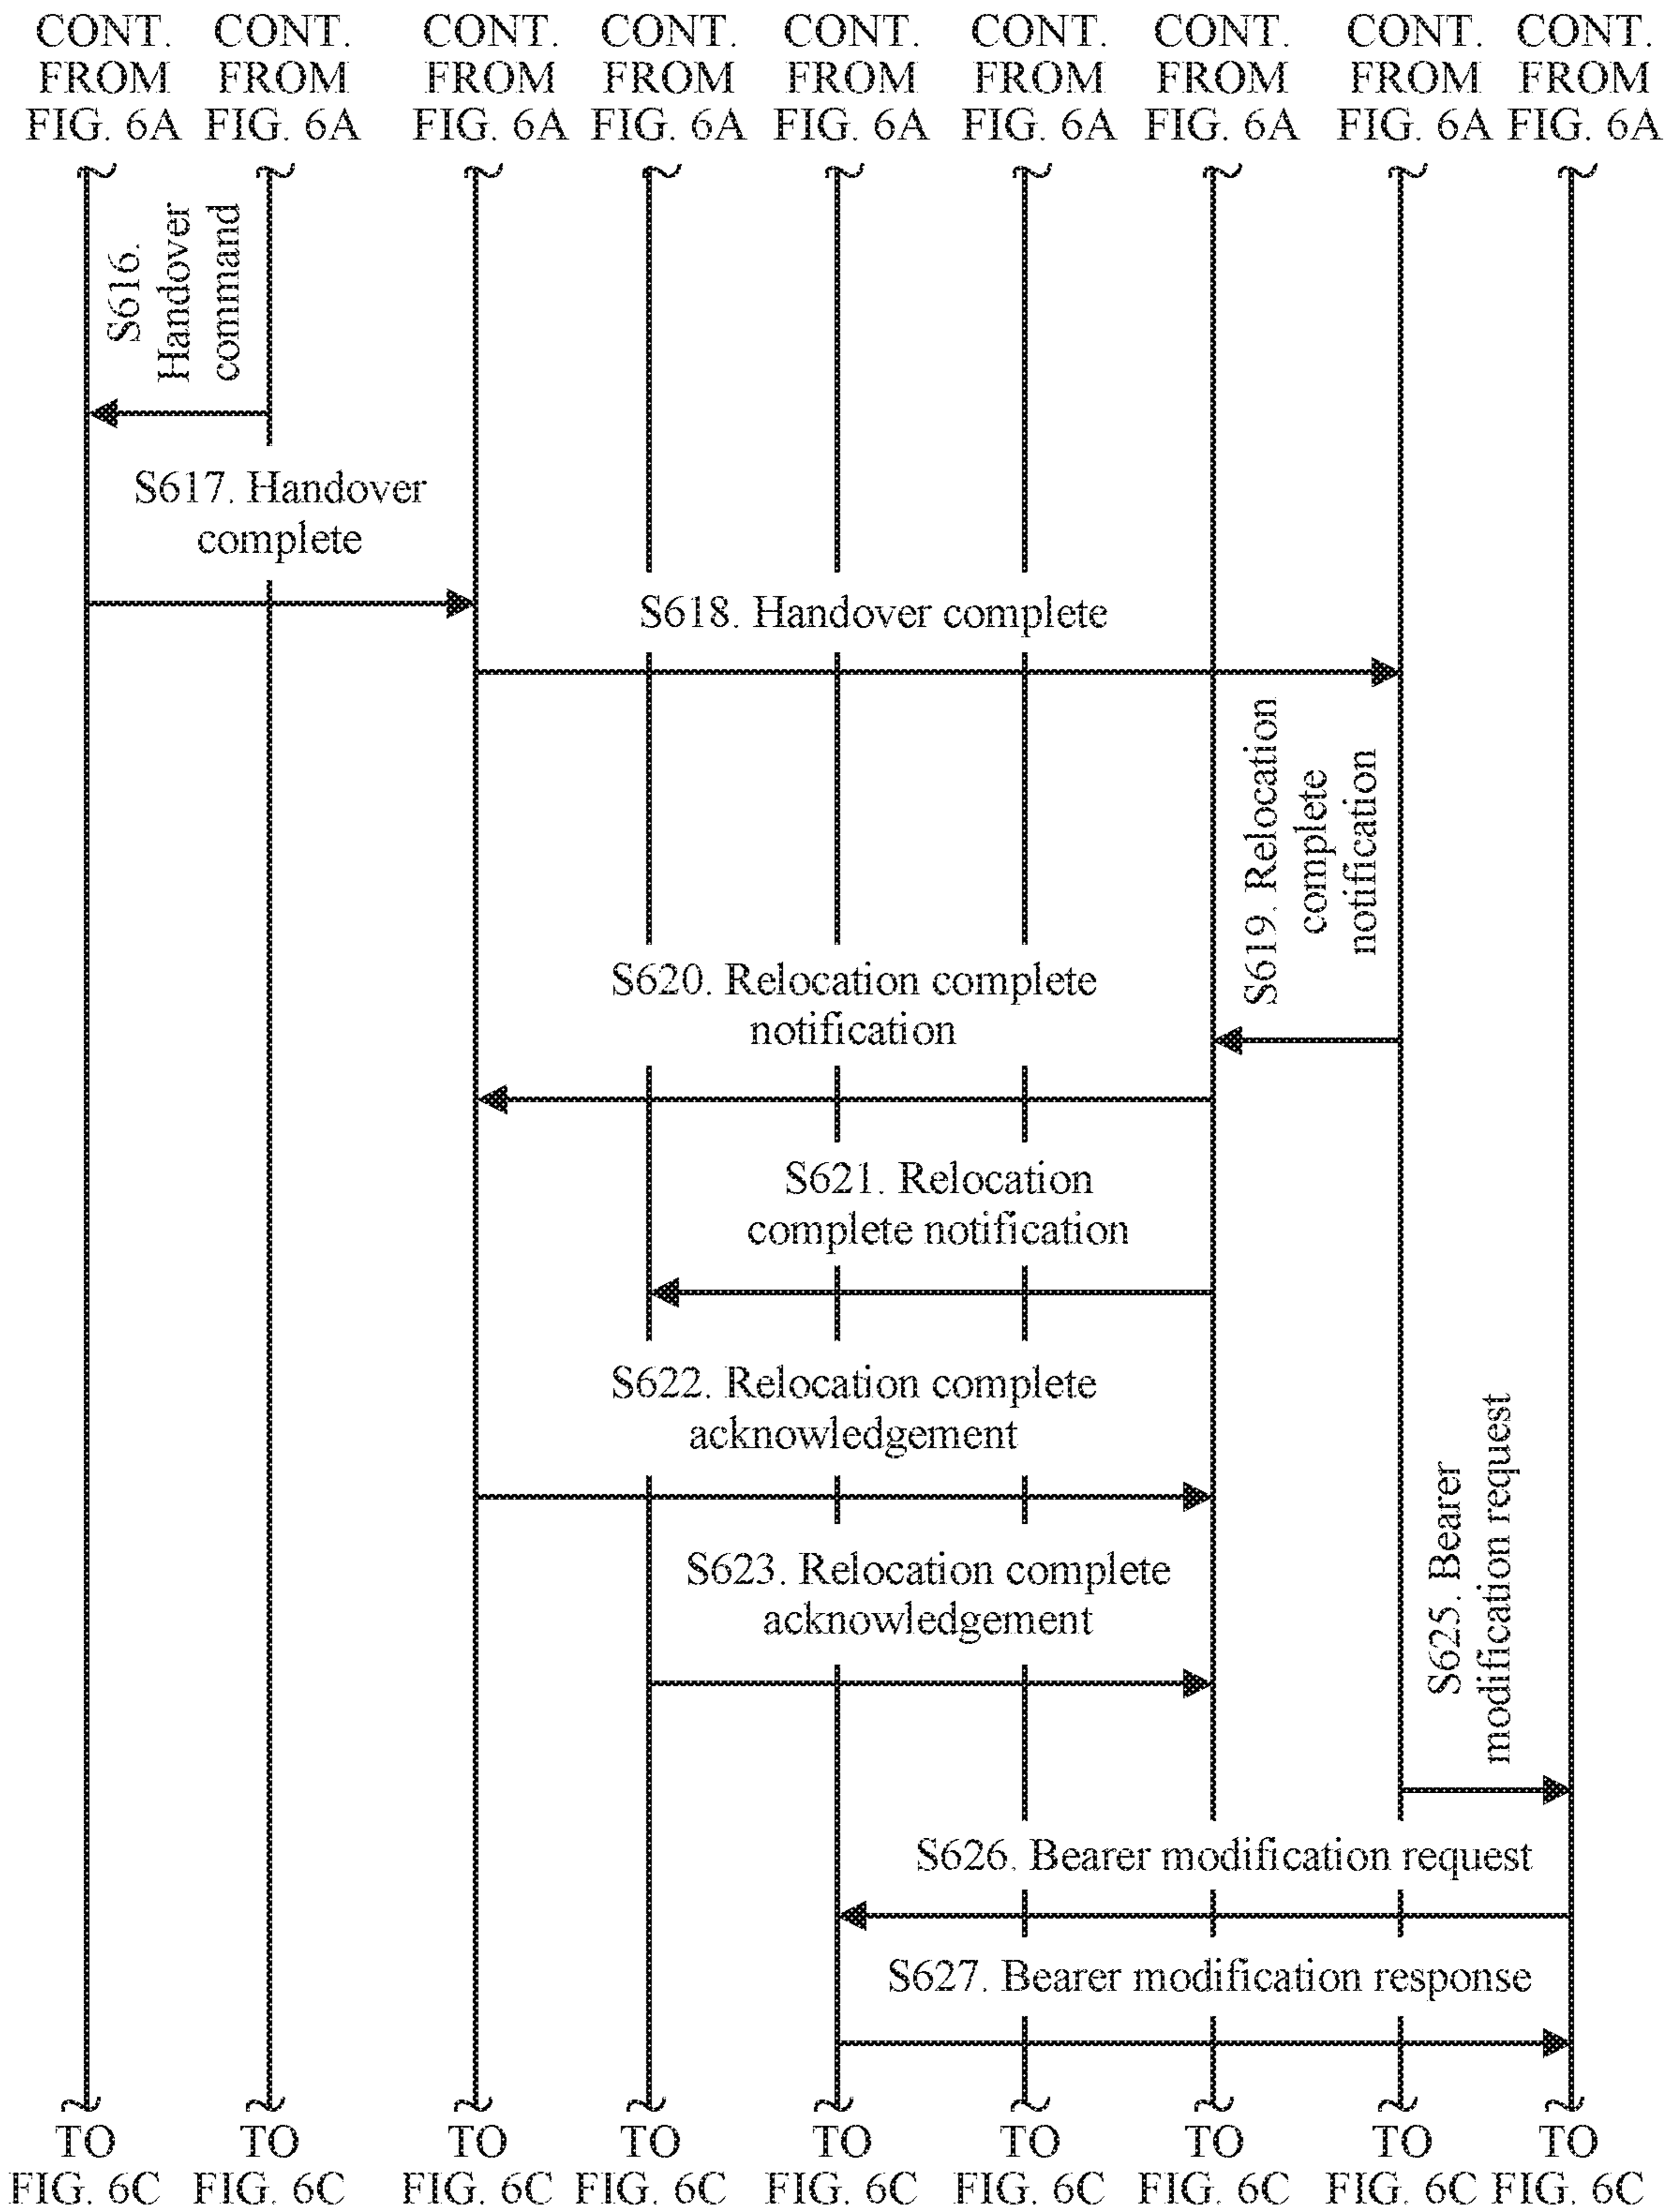 CONT. CONT. CONT. CONT. CONT. CONT. CONT. CONT. CONT.
FROM FROM FROM FROM FROM FROM FROM FROM FROM
FIG. 6A FIG. 6A FIG. 6A FIG. 6A FIG. 6A FIG. 6A FIG. 6A FIG. 6A FIG. 6A
S616.
Handover
command
S617. Handover
complete
S618. Handover complete
S619. Relocation
complete
notification
S620. Relocation complete
notification
S621. Relocation
complete notification
S622. Relocation complete
acknowledgement
S623. Relocation complete
acknowledgement
S625. Bearer
modification request
S626. Bearer modification request
S627. Bearer modification response
TO TO TO TO TO TO TO TO TO
FIG. 6C FIG. 6C FIG. 6C FIG. 6C FIG. 6C FIG. 6C FIG. 6C FIG. 6C FIG. 6C